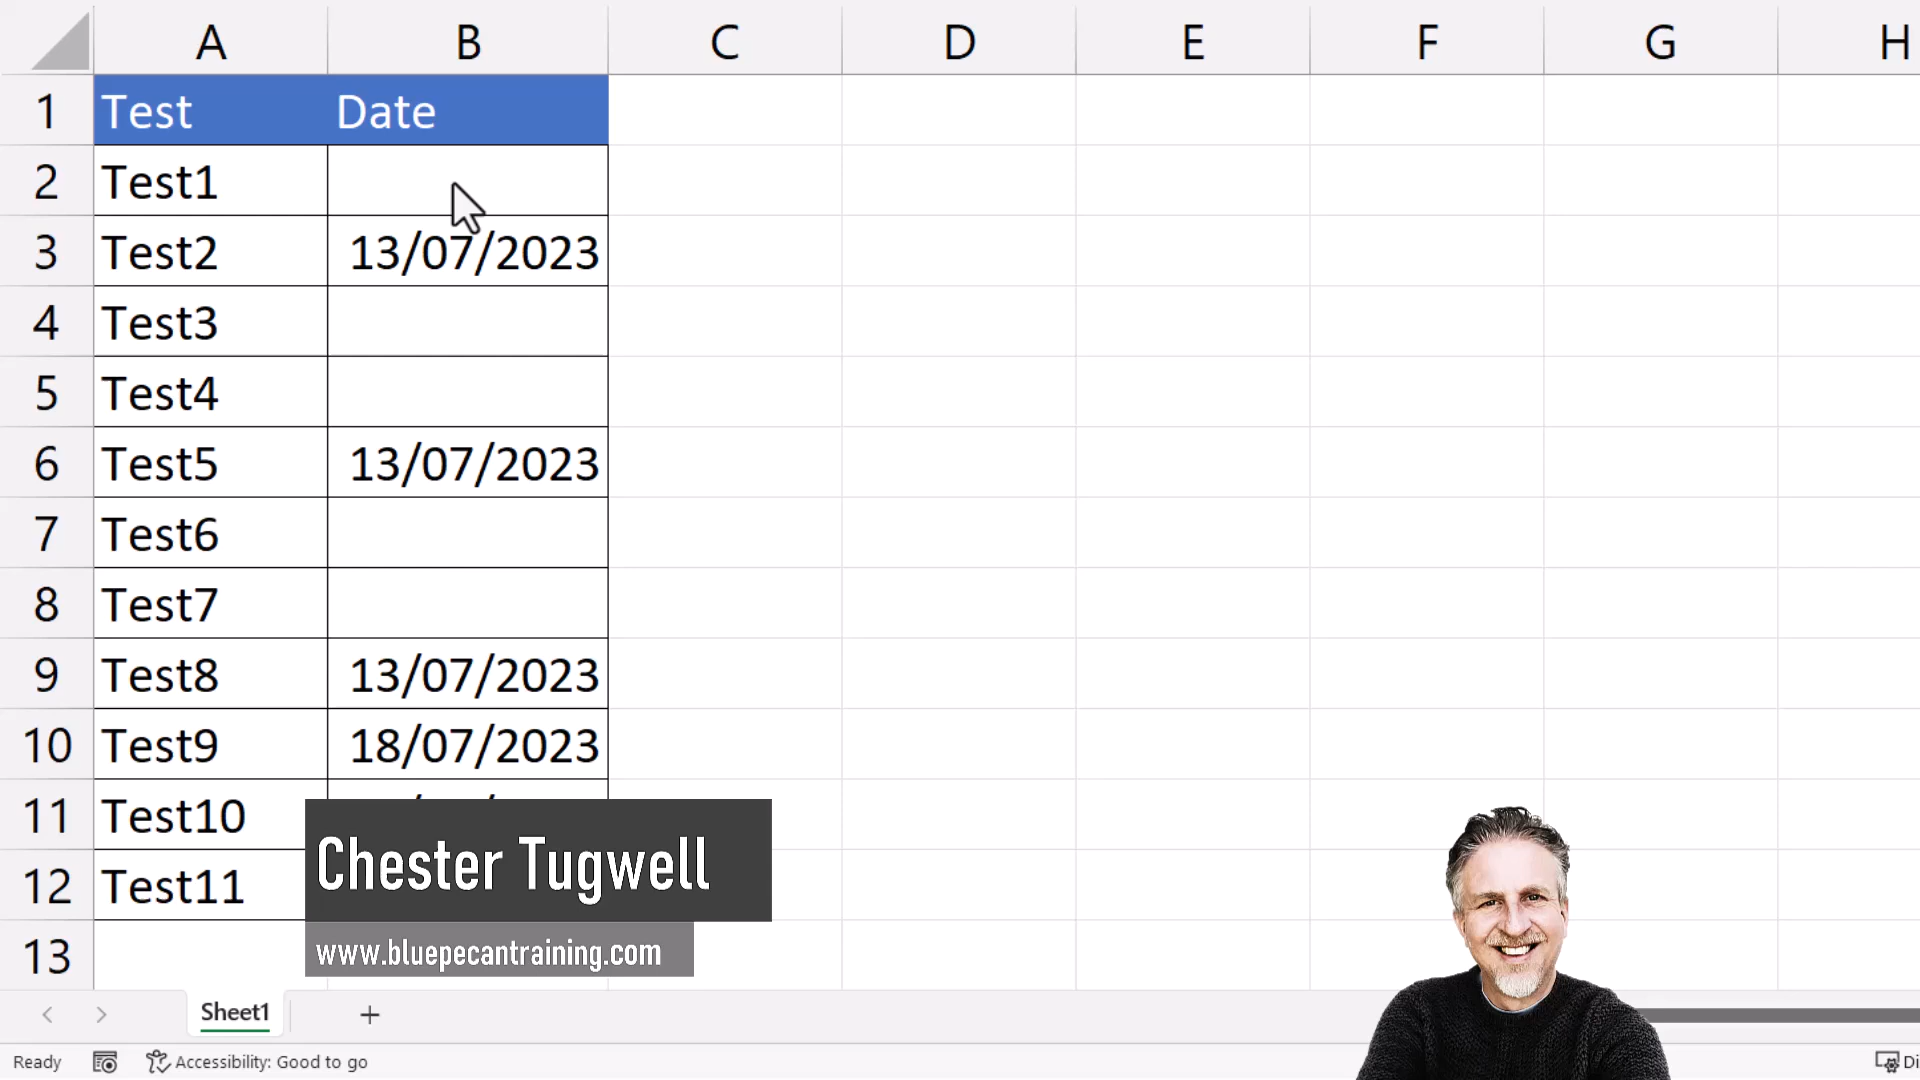 A B C D E F G H
1 Test Date
2 Test1
3 Test2 13/07/2023
4 Test3
5 Test4
6 Test5 13/07/2023
7 Test6
8 Test7
9 Test8 13/07/2023
10 Test9 18/07/2023
11 Test10
12 Test11
13
Chester Tugwell
www.bluepecantraining.com
Sheet1
Ready Accessibility: Good to go